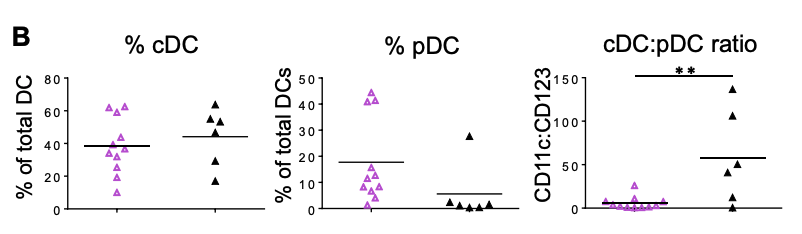 B
% cDC
% of total DC
80
60
40
20
0
% pDC
% of total DCs
50
40
30
20
10
0
cDC:pDC ratio
CD11c:CD123
**
150
100
50
0